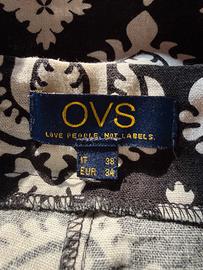 OVS
LOVE PEOPLE. NOT LABELS.
IT 38
EUR 34